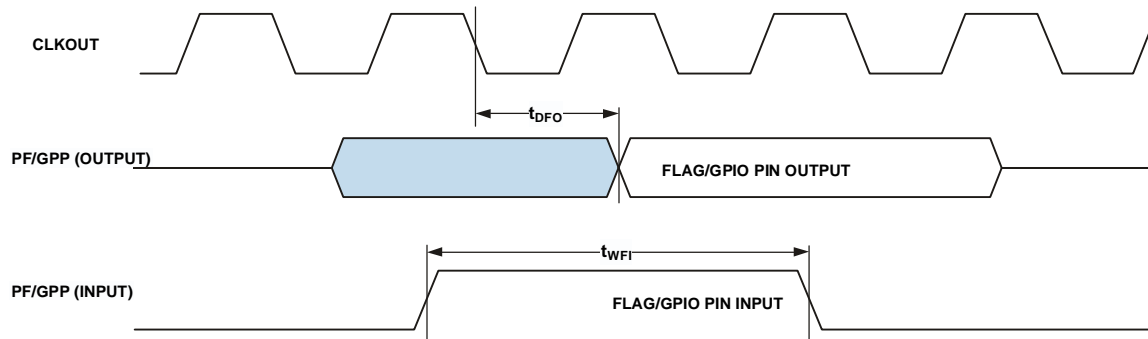 CLKOUT
tDFO
PF/GPP (OUTPUT)
FLAG/GPIO PIN OUTPUT
tWFI
PF/GPP (INPUT)
FLAG/GPIO PIN INPUT